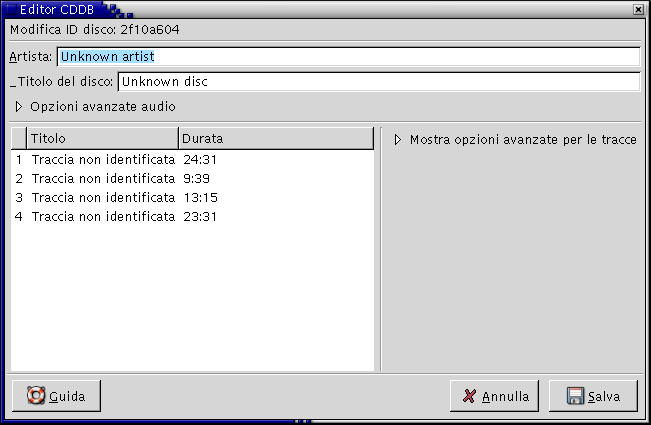 Editor CDDB
Modifica ID disco: 2f10a604
Artista: Unknown artist
_Titolo del disco: Unknown disc
Opzioni avanzate audio
Titolo Durata
1 Traccia non identificata 24:31
2 Traccia non identificata 9:39
3 Traccia non identificata 13:15
4 Traccia non identificata 23:31
Mostra opzioni avanzate per le tracce
Guida
Annulla
Salva